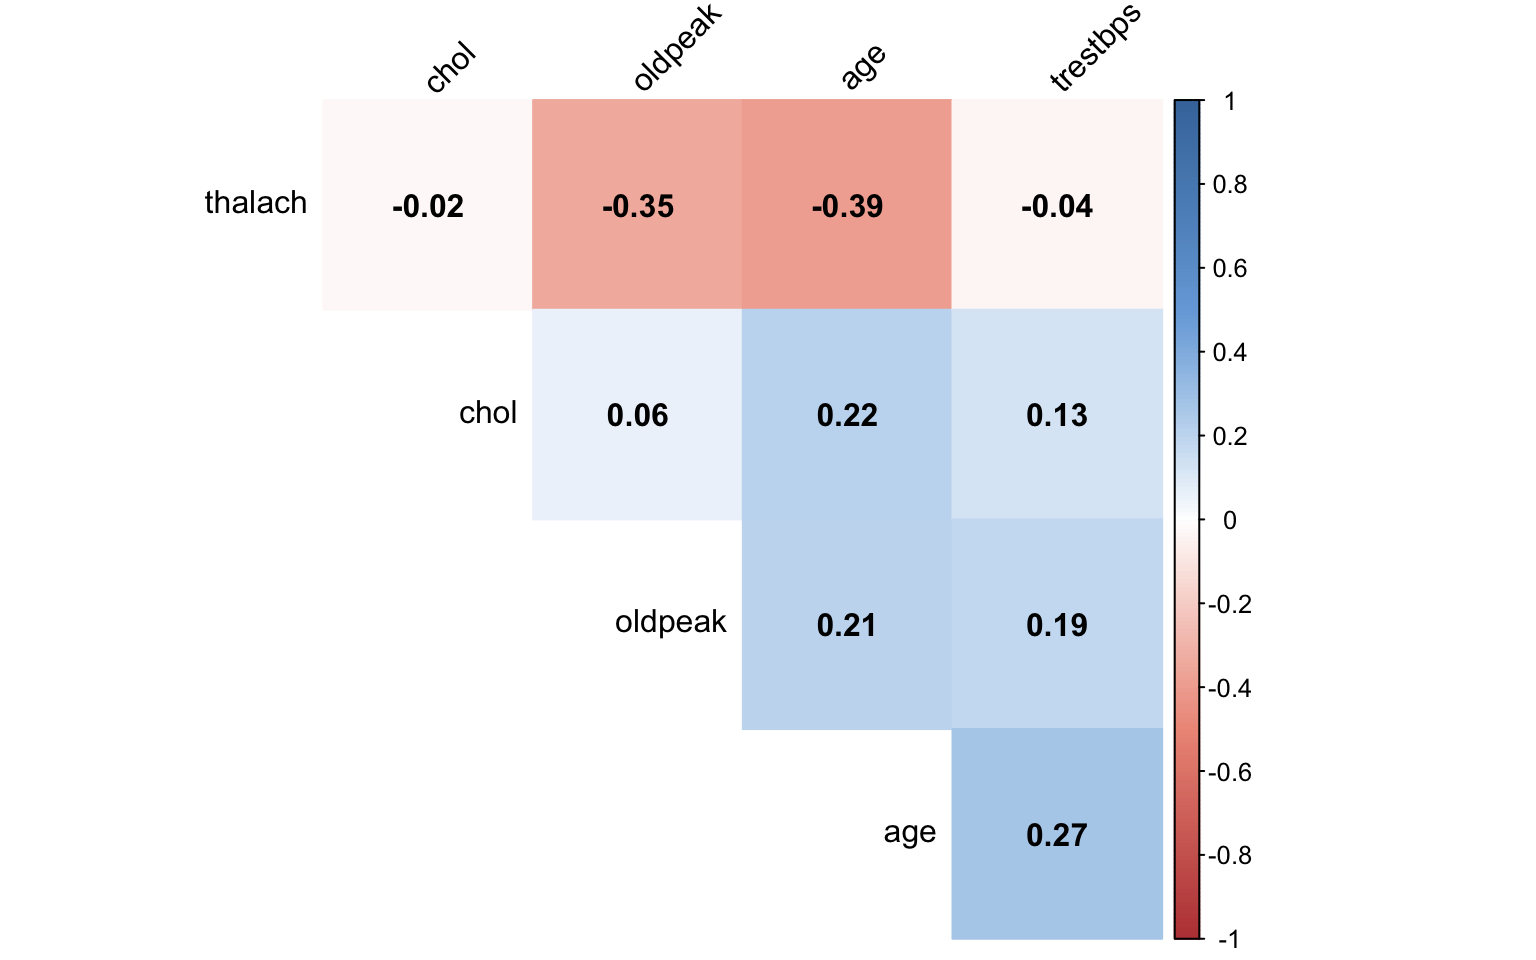 chol oldpeak age trestbps
thalach -0.02 -0.35 -0.39 -0.04
chol 0.06 0.22 0.13
oldpeak 0.21 0.19
age 0.27
1
0.8
0.6
0.4
0.2
0
-0.2
-0.4
-0.6
-0.8
-1